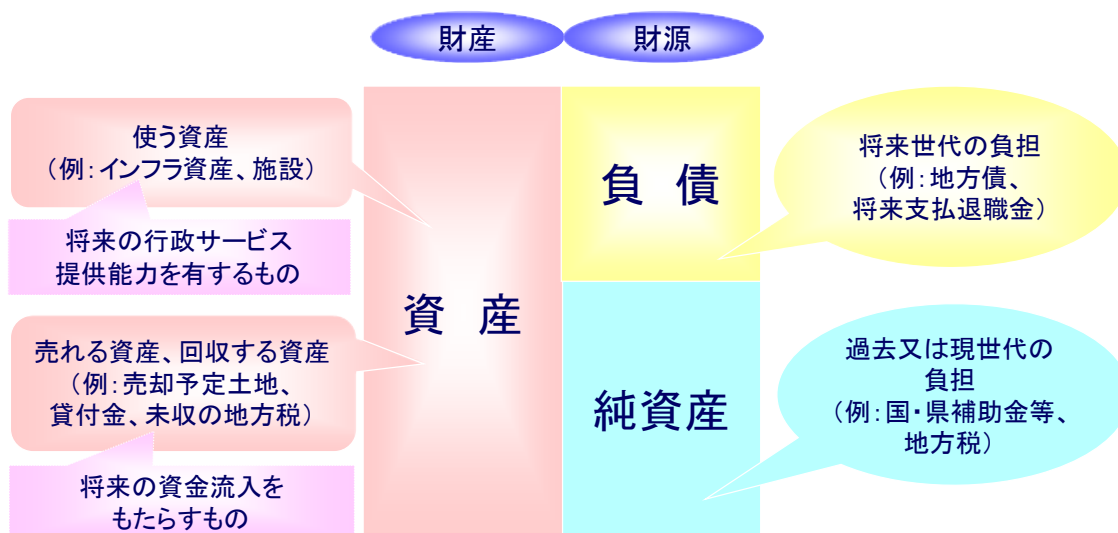 財産
財源
使う資産
（例：インフラ資産、施設）
将来の行政サービス
提供能力を有するもの
売れる資産、回収する資産
（例：売却予定土地、
貸付金、未収の地方税）
将来の資金流入を
もたらすもの
資　産
負　債
純資産
将来世代の負担
（例：地方債、
将来支払退職金）
過去又は現世代の
負担
（例：国・県補助金等、
地方税）